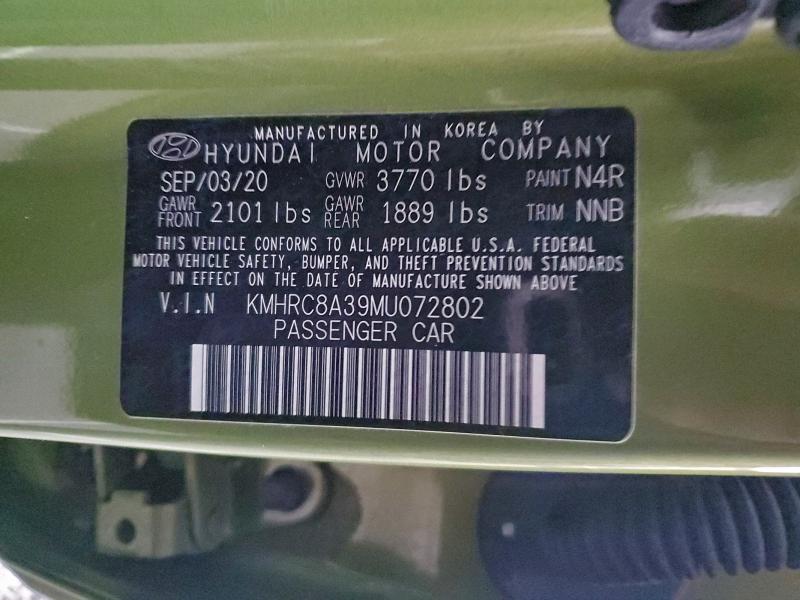 MANUFACTURED IN KOREA BY
HYUNDAI MOTOR COMPANY
SEP/03/20 GVWR 3770 lbs PAINT N4R
GAWR FRONT 2101 lbs GAWR REAR 1889 lbs TRIM NNB
THIS VEHICLE CONFORMS TO ALL APPLICABLE U.S.A. FEDERAL
MOTOR VEHICLE SAFETY, BUMPER, AND THEFT PREVENTION STANDARDS
IN EFFECT ON THE DATE OF MANUFACTURE SHOWN ABOVE
V.I.N KMHRC8A39MU072802
PASSENGER CAR